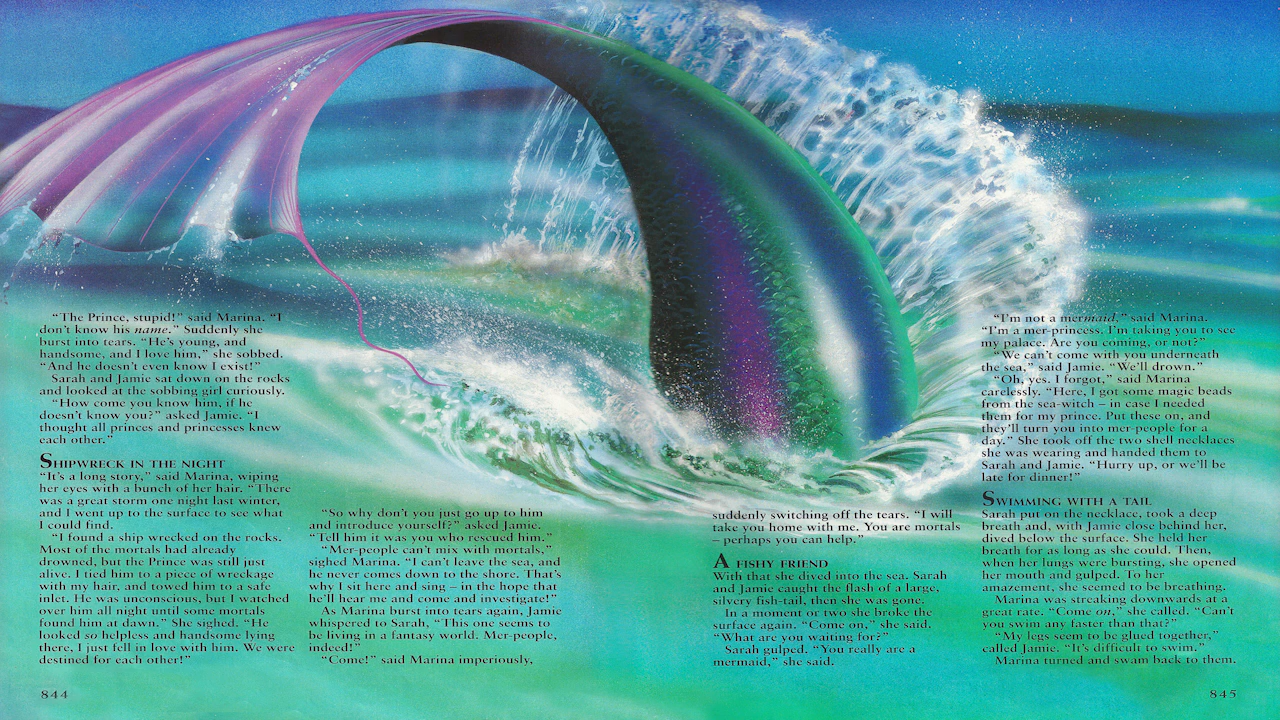 “The Prince, stupid!” said Marina. “I
don’t know his name.” Suddenly she
burst into tears. “He’s young, and
handsome, and I love him,” she sobbed.
“And he doesn’t even know I exist!”
Sarah and Jamie sat down on the rocks
and looked at the sobbing girl curiously.
“How come you know him, if he
doesn’t know you?” asked Jamie. “I
thought all princes and princesses knew
each other.”
SHIPWRECK IN THE NIGHT
“It’s a long story,” said Marina, wiping
her eyes with a bunch of her hair. “There
was a great storm one night last winter,
and I went up to the surface to see what
I could find.
“I found a ship wrecked on the rocks.
Most of the mortals had already
drowned, but the Prince was still just
alive. I tied him to a piece of wreckage
with my hair, and towed him to a safe
inlet. He was unconscious, but I watched
over him all night until some mortals
found him at dawn.” She sighed. “He
looked so helpless and handsome lying
there, I just fell in love with him. We were
destined for each other!”
“So why don’t you just go up to him
and introduce yourself?” asked Jamie.
“Tell him it was you who rescued him.”
“Mer-people can’t mix with mortals,”
sighed Marina. “I can’t leave the sea, and
he never comes down to the shore. That’s
why I sit here and sing – in the hope that
he’ll hear me and come and investigate!”
As Marina burst into tears again, Jamie
whispered to Sarah, “This one seems to
be living in a fantasy world. Mer-people,
indeed!”
“Come!” said Marina imperiously,
suddenly switching off the tears. “I will
take you home with me. You are mortals
– perhaps you can help.”
A FISHY FRIEND
With that she dived into the sea. Sarah
and Jamie caught the flash of a large,
silvery fish-tail, then she was gone.
In a moment or two she broke the
surface again. “Come on,” she said.
“What are you waiting for?”
Sarah gulped. “You really are a
mermaid,” she said.
“I’m not a mermaid,” said Marina.
“I’m a mer-princess. I’m taking you to see
my palace. Are you coming, or not?”
“We can’t come with you underneath
the sea,” said Jamie. “We’ll drown.”
“Oh, yes. I forgot,” said Marina
carelessly. “Here, I got some magic beads
from the sea-witch – in case I needed
them for my prince. Put these on, and
they’ll turn you into mer-people for a
day.” She took off the two shell necklaces
she was wearing and handed them to
Sarah and Jamie. “Hurry up, or we’ll be
late for dinner!”
SWIMMING WITH A TAIL
Sarah put on the necklace, took a deep
breath and, with Jamie close behind her,
dived below the surface. She held her
breath for as long as she could. Then,
when her lungs were bursting, she opened
her mouth and gulped. To her
amazement, she seemed to be breathing.
Marina was streaking downwards at a
great rate. “Come on,” she called. “Can’t
you swim any faster than that?”
“My legs seem to be glued together,”
called Jamie. “It’s difficult to swim.”
Marina turned and swam back to them.
844
845